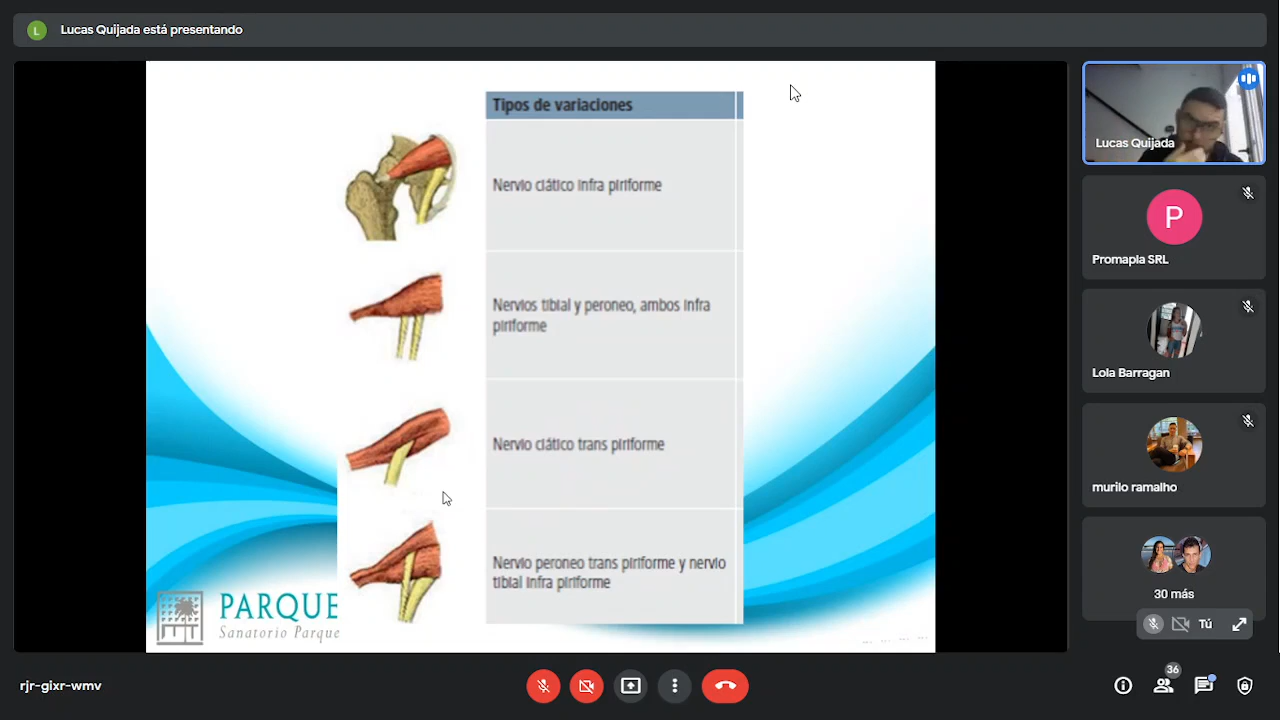 L
Lucas Quijada está presentando
Tipos de variaciones
Nervio ciático infra piriforme
Nervios tibial y peroneo, ambos infra
piriforme
Nervio ciático trans piriforme
Nervio peroneo trans piriforme y nervio
tibial infra piriforme
PARQUE
Sanatorio Parque
Lucas Quijada
P
Promapla SRL
Lola Barragan
murilo ramalho
30 más
Tú
rjr-gixr-wmv
36